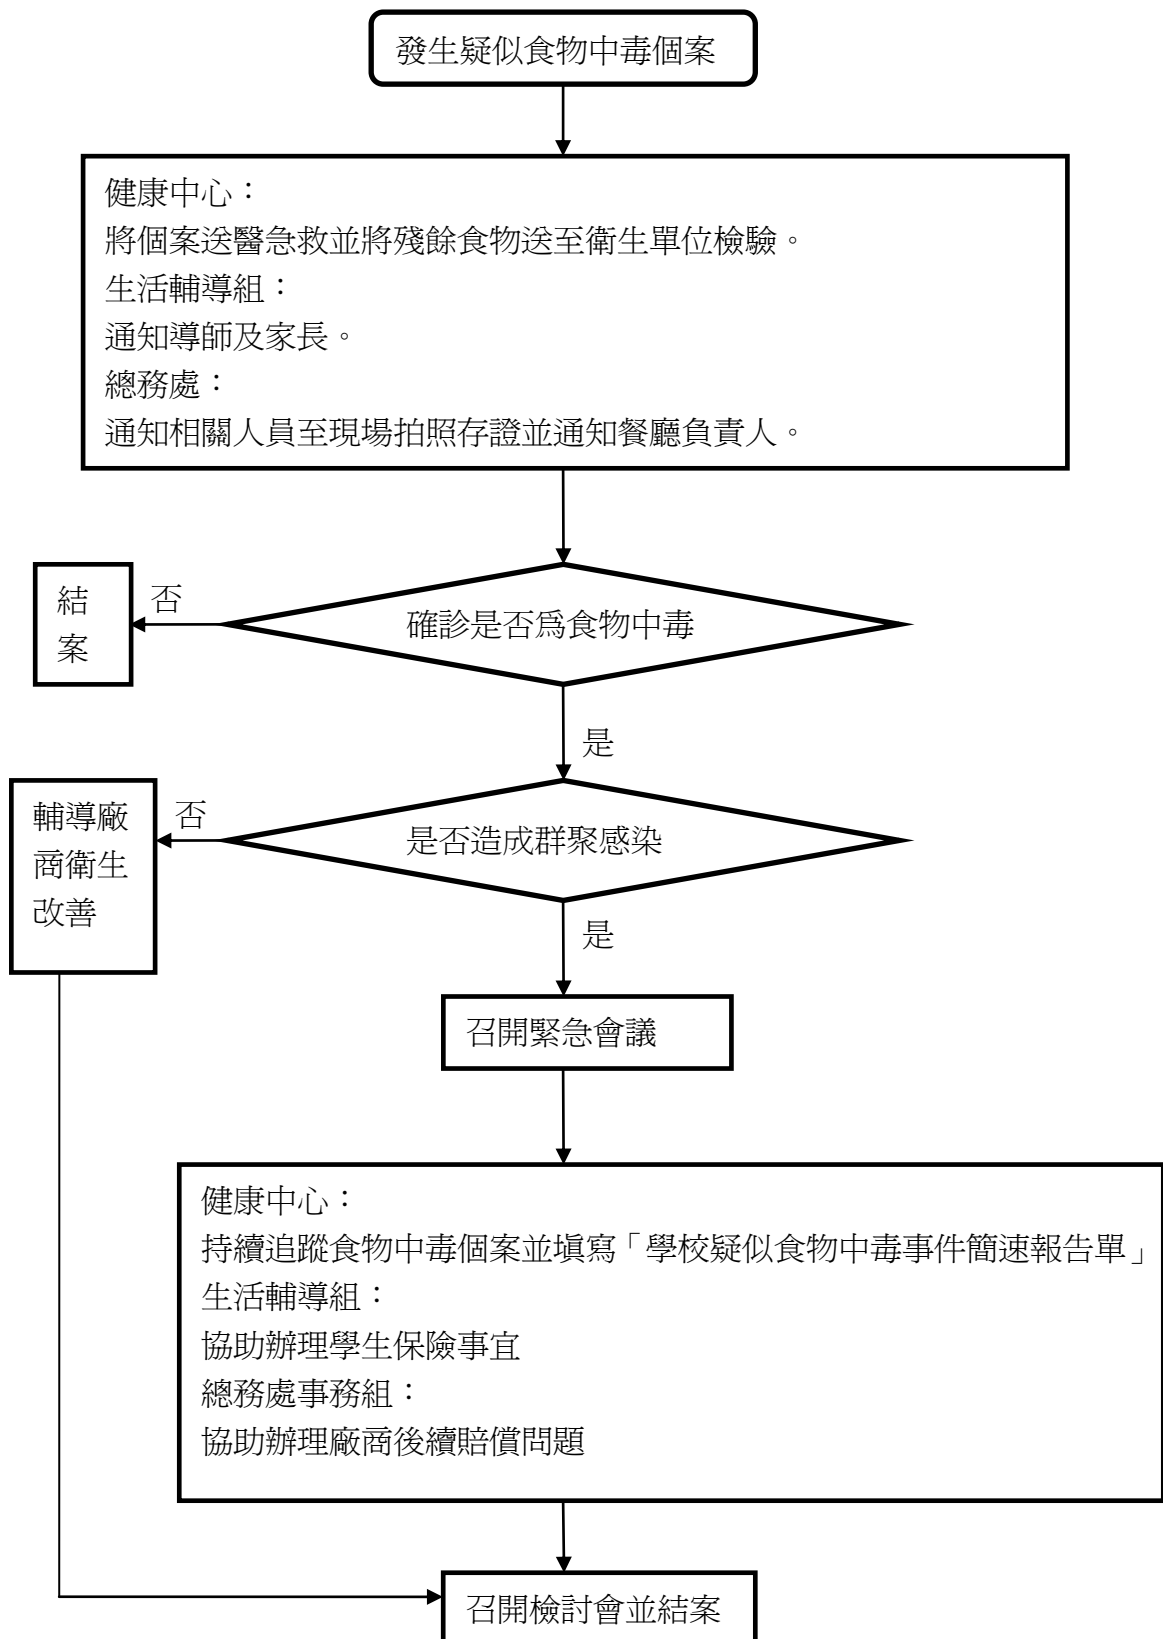 發生疑似食物中毒個案
健康中心：
將個案送醫急救並將殘餘食物送至衛生單位檢驗。
生活輔導組：
通知導師及家長。
總務處：
通知相關人員至現場拍照存證並通知餐廳負責人。
結
案
否
確診是否為食物中毒
是
輔導廠
商衛生
改善
否
是否造成群聚感染
是
召開緊急會議
健康中心：
持續追蹤食物中毒個案並填寫「學校疑似食物中毒事件簡速報告單」
生活輔導組：
協助辦理學生保險事宜
總務處事務組：
協助辦理廠商後續賠償問題
召開檢討會並結案